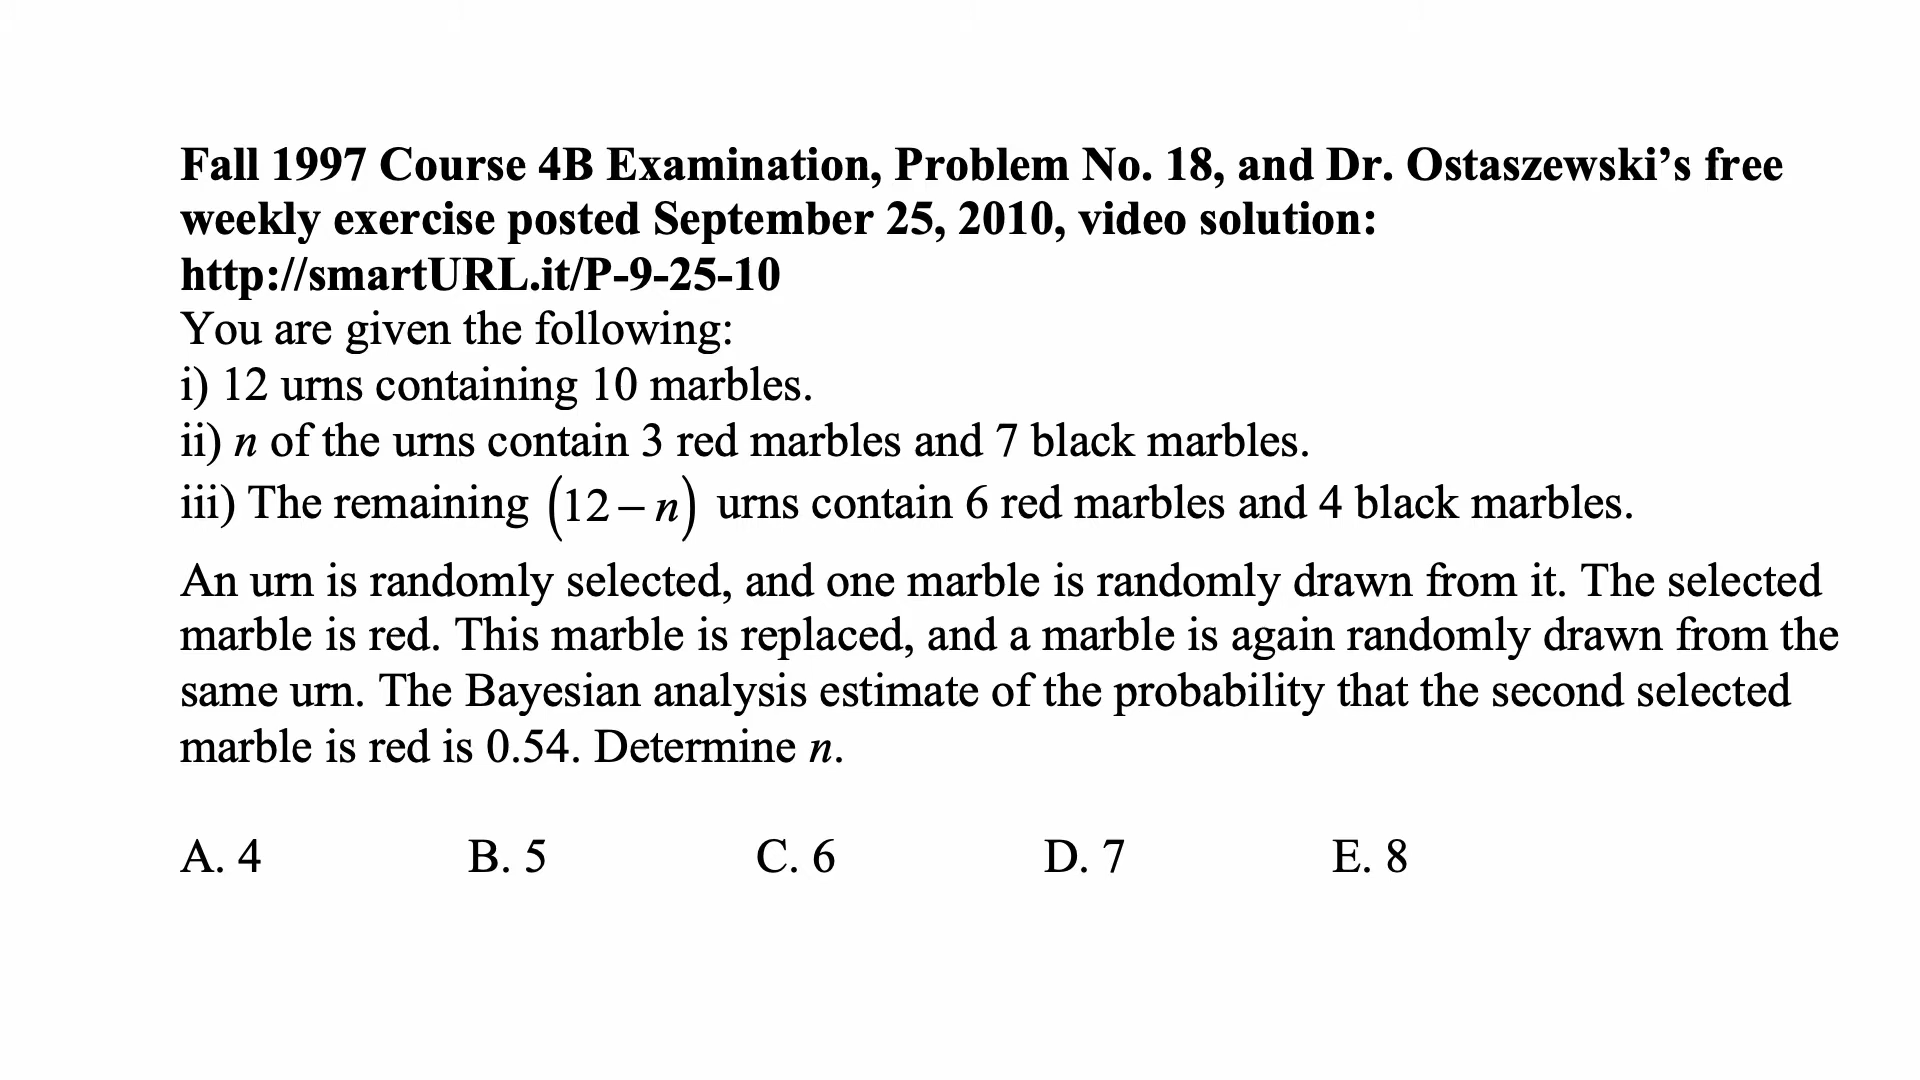 Fall 1997 Course 4B Examination, Problem No. 18, and Dr. Ostaszewski’s free
weekly exercise posted September 25, 2010, video solution:
http://smartURL.it/P-9-25-10
You are given the following:
i) 12 urns containing 10 marbles.
ii) n of the urns contain 3 red marbles and 7 black marbles.
iii) The remaining (12 – n) urns contain 6 red marbles and 4 black marbles.
An urn is randomly selected, and one marble is randomly drawn from it. The selected
marble is red. This marble is replaced, and a marble is again randomly drawn from the
same urn. The Bayesian analysis estimate of the probability that the second selected
marble is red is 0.54. Determine n.
A. 4 B. 5 C. 6 D. 7 E. 8